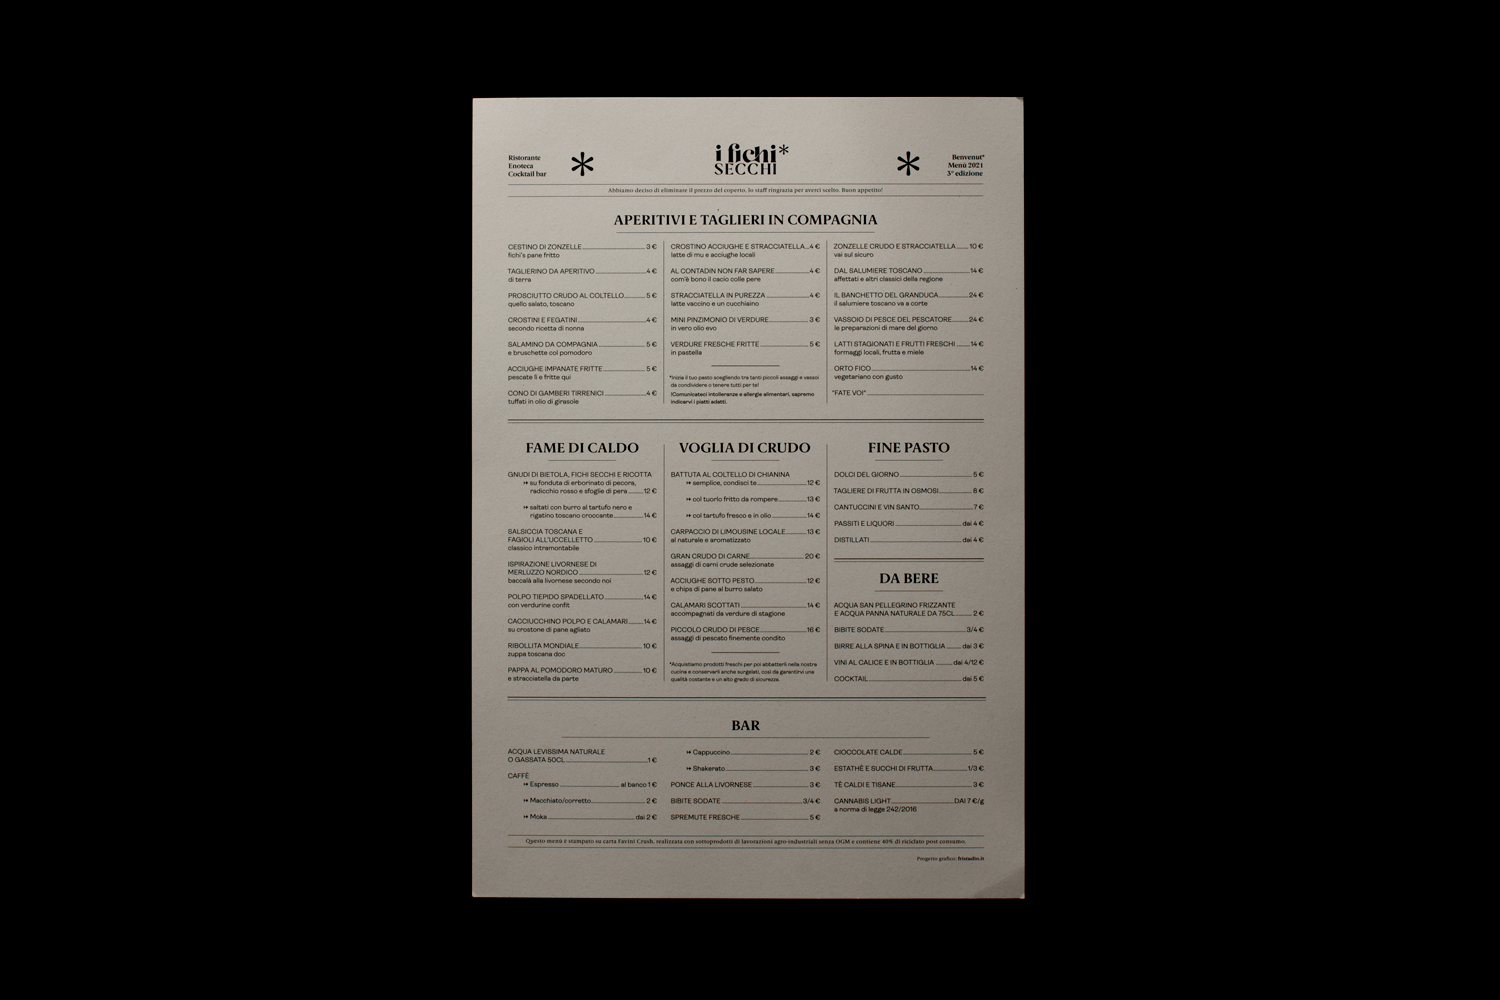 Ristorante
Enoteca
Cocktail bar
i fichi*
SECCHI
Benvenut*
Menù 2021
3ª edizione
Abbiamo deciso di eliminare il prezzo del coperto, lo staff ringrazia per averci scelto. Buon appetito!
APERITIVI E TAGLIERI IN COMPAGNIA
CESTINO DI ZONZELLE 3 €
fichi's pane fritto
TAGLIERINO DA APERITIVO 4 €
di terra
PROSCIUTTO CRUDO AL COLTELLO 5 €
quello salato, toscano
CROSTINI E FEGATINI 4 €
secondo ricetta di nonna
SALAMINO DA COMPAGNIA 5 €
e bruschette col pomodoro
ACCIUGHE IMPANATE FRITTE 5 €
pescate lì e fritte qui
CONO DI GAMBERI TIRRENICI 4 €
tuffati in olio di girasole
CROSTINO ACCIUGHE E STRACCIATELLA 4 €
latte di mu e acciughe locali
AL CONTADIN NON FAR SAPERE 4 €
com'è bono il cacio colle pere
STRACCIATELLA IN PUREZZA 4 €
latte vaccino e un cucchiaino
MINI PINZIMONIO DI VERDURE 3 €
in vero olio evo
VERDURE FRESCHE FRITTE 5 €
in pastella
*Inizia il tuo pasto scegliendo tra tanti piccoli assaggi e vassoi
da condividere o tenere tutti per te!
!Comunicateci intolleranze e allergie alimentari, sapremo
indicarvi i piatti adatti.
ZONZELLE CRUDO E STRACCIATELLA 10 €
vai sul sicuro
DAL SALUMIERE TOSCANO 14 €
affettati e altri classici della regione
IL BANCHETTO DEL GRANDUCA 24 €
il salumiere toscano va a corte
VASSOIO DI PESCE DEL PESCATORE 24 €
le preparazioni di mare del giorno
LATTI STAGIONATI E FRUTTI FRESCHI 14 €
formaggi locali, frutta e miele
ORTO FICO 14 €
vegetariano con gusto
"FATE VOI"
FAME DI CALDO
GNUDI DI BIETOLA, FICHI SECCHI E RICOTTA
↦ su fonduta di erborinato di pecora,
radicchio rosso e sfoglie di pera 12 €
↦ saltati con burro al tartufo nero e
rigatino toscano croccante 14 €
SALSICCIA TOSCANA E
FAGIOLI ALL'UCCELLETTO 10 €
classico intramontabile
ISPIRAZIONE LIVORNESE DI
MERLUZZO NORDICO 12 €
baccalà alla livornese secondo noi
POLPO TIEPIDO SPADELLATO 14 €
con verdurine confit
CACCIUCCHINO POLPO E CALAMARI 14 €
su crostone di pane agliato
RIBOLLITA MONDIALE 10 €
zuppa toscana doc
PAPPA AL POMODORO MATURO 10 €
e stracciatella da parte
VOGLIA DI CRUDO
BATTUTA AL COLTELLO DI CHIANINA
↦ semplice, condisci te 12 €
↦ col tuorlo fritto da rompere 13 €
↦ col tartufo fresco e in olio 14 €
CARPACCIO DI LIMOUSINE LOCALE 13 €
al naturale e aromatizzato
GRAN CRUDO DI CARNE 20 €
assaggi di carni crude selezionate
ACCIUGHE SOTTO PESTO 12 €
e chips di pane al burro salato
CALAMARI SCOTTATI 14 €
accompagnati da verdure di stagione
PICCOLO CRUDO DI PESCE 16 €
assaggi di pescato finemente condito
*Acquistiamo prodotti freschi per poi abbatterli nella nostra
cucina e conservarli anche surgelati, così da garantirvi una
qualità costante e un alto grado di sicurezza.
FINE PASTO
DOLCI DEL GIORNO 5 €
TAGLIERE DI FRUTTA IN OSMOSI 8 €
CANTUCCINI E VIN SANTO 7 €
PASSITI E LIQUORI dai 4 €
DISTILLATI dai 4 €
DA BERE
ACQUA SAN PELLEGRINO FRIZZANTE
E ACQUA PANNA NATURALE DA 75CL 2 €
BIBITE SODATE 3/4 €
BIRRE ALLA SPINA E IN BOTTIGLIA dai 3 €
VINI AL CALICE E IN BOTTIGLIA dai 4/12 €
COCKTAIL dai 5 €
BAR
ACQUA LEVISSIMA NATURALE
O GASSATA 50CL 1 €
CAFFÈ
↦ Espresso al banco 1 €
↦ Macchiato/corretto 2 €
↦ Moka dai 2 €
↦ Cappuccino 2 €
↦ Shakerato 3 €
PONCE ALLA LIVORNESE 3 €
BIBITE SODATE 3/4 €
SPREMUTE FRESCHE 5 €
CIOCCOLATE CALDE 5 €
ESTATHÈ E SUCCHI DI FRUTTA 1/3 €
TÈ CALDI E TISANE 3 €
CANNABIS LIGHT DAI 7 €/g
a norma di legge 242/2016
Questo menù è stampato su carta Favini Crush, realizzata con sottoprodotti di lavorazioni agro-industriali senza OGM e contiene 40% di riciclato post consumo.
Progetto grafico: fristudio.it